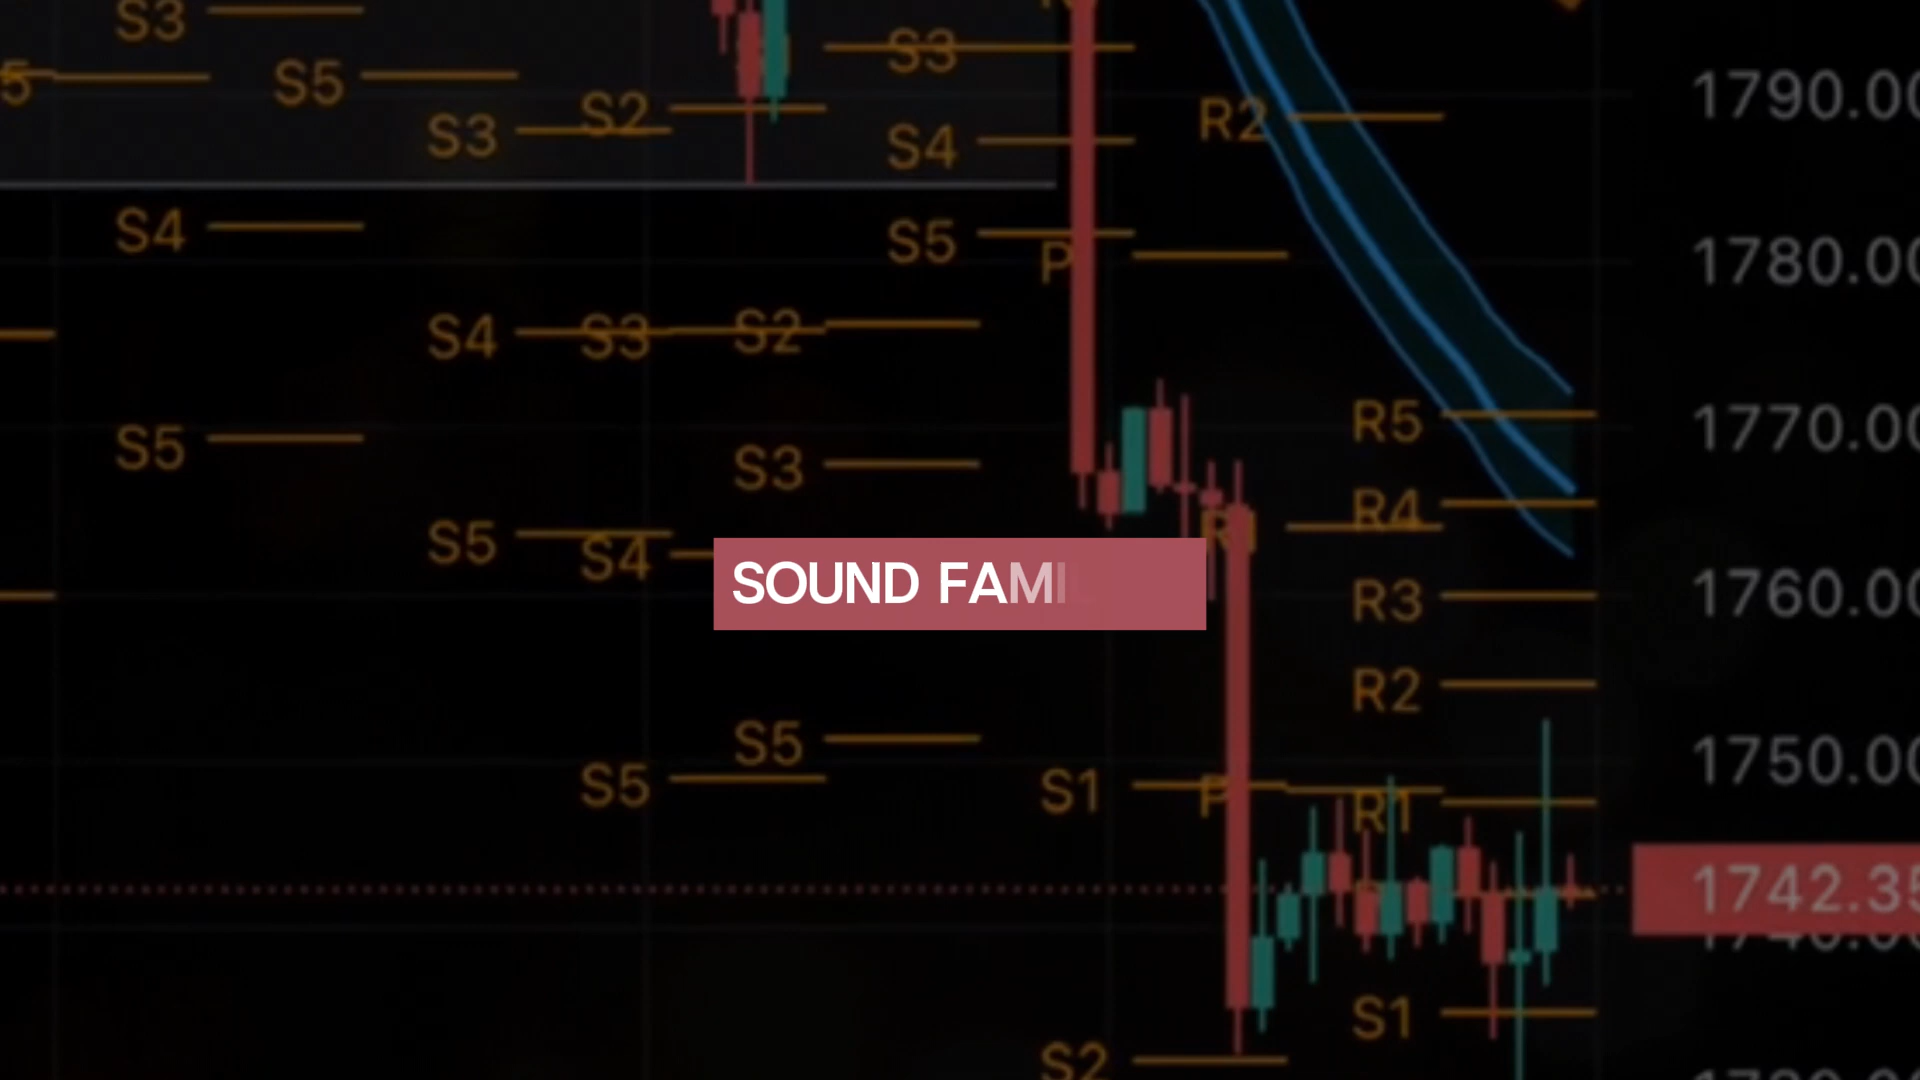 S3
S5
S5
S3
S2
S3
S4
R2
1790.00
S4
S5
P
1780.00
S4
S3
S2
R5
1770.00
S5
S3
R4
S5
S4
R1
SOUND FAMI
R3
1760.00
R2
S5
S5
S1
P
R1
1750.00
1742.35
S1
S2